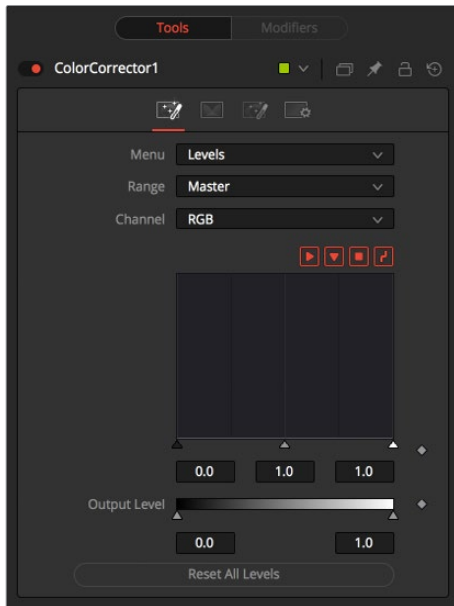 Tools Modifiers
ColorCorrector1
Menu Levels
Range Master
Channel RGB
0.0 1.0 1.0
Output Level
0.0 1.0
Reset All Levels